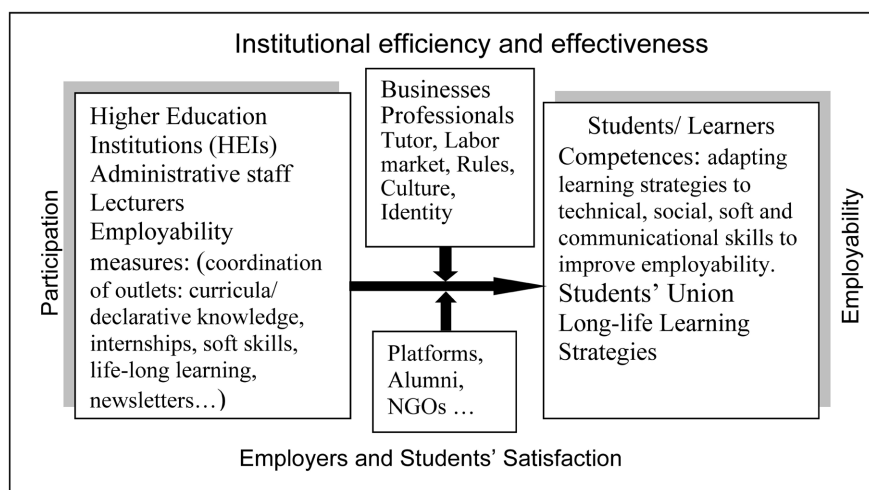 Institutional efficiency and effectiveness
Participation
Higher Education
Institutions (HEIs)
Administrative staff
Lecturers
Employability
measures: (coordination
of outlets: curricula/
declarative knowledge,
internships, soft skills,
life-long learning,
newsletters…)
Businesses
Professionals
Tutor, Labor
market, Rules,
Culture,
Identity
Platforms,
Alumni,
NGOs …
Students/ Learners
Competences: adapting
learning strategies to
technical, social, soft and
communicational skills to
improve employability.
Students’ Union
Long-life Learning
Strategies
Employability
Employers and Students’ Satisfaction